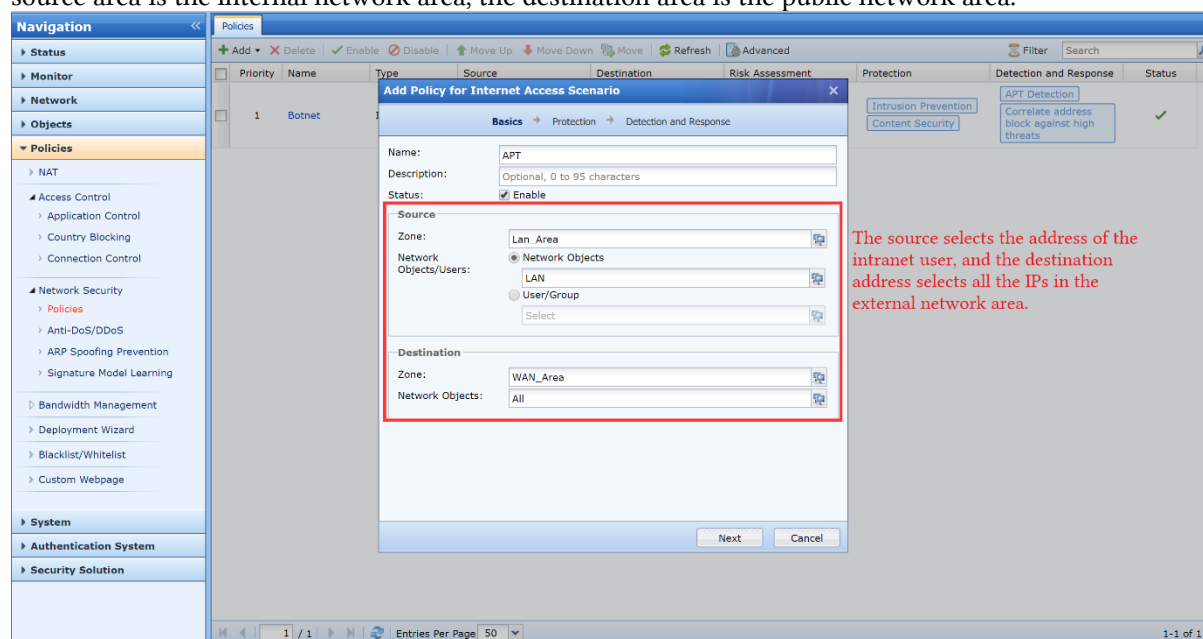 source area is the internal network area, the destination area is the public network area.
Navigation
Status
Monitor
Network
Objects
Policies
NAT
Access Control
Application Control
Country Blocking
Connection Control
Network Security
Policies
Anti-DoS/DDoS
ARP Spoofing Prevention
Signature Model Learning
Bandwidth Management
Deployment Wizard
Blacklist/Whitelist
Custom Webpage
System
Authentication System
Security Solution
Policies
Add Delete Enable Disable Move Up Move Down Move Refresh Advanced Filter Search
Priority Name Type Source Destination Risk Assessment Protection Detection and Response Status
1 Botnet
Intrusion Prevention
Content Security
APT Detection
Correlate address
block against high
threats
Add Policy for Internet Access Scenario
Basics Protection Detection and Response
Name: APT
Description: Optional, 0 to 95 characters
Status: Enable
Source
Zone: Lan_Area
Network
Objects/Users:
Network Objects
LAN
User/Group
Select
Destination
Zone: WAN_Area
Network Objects: All
Next Cancel
The source selects the address of the
intranet user, and the destination
address selects all the IPs in the
external network area.
1 / 1 Entries Per Page 50 1-1 of 1